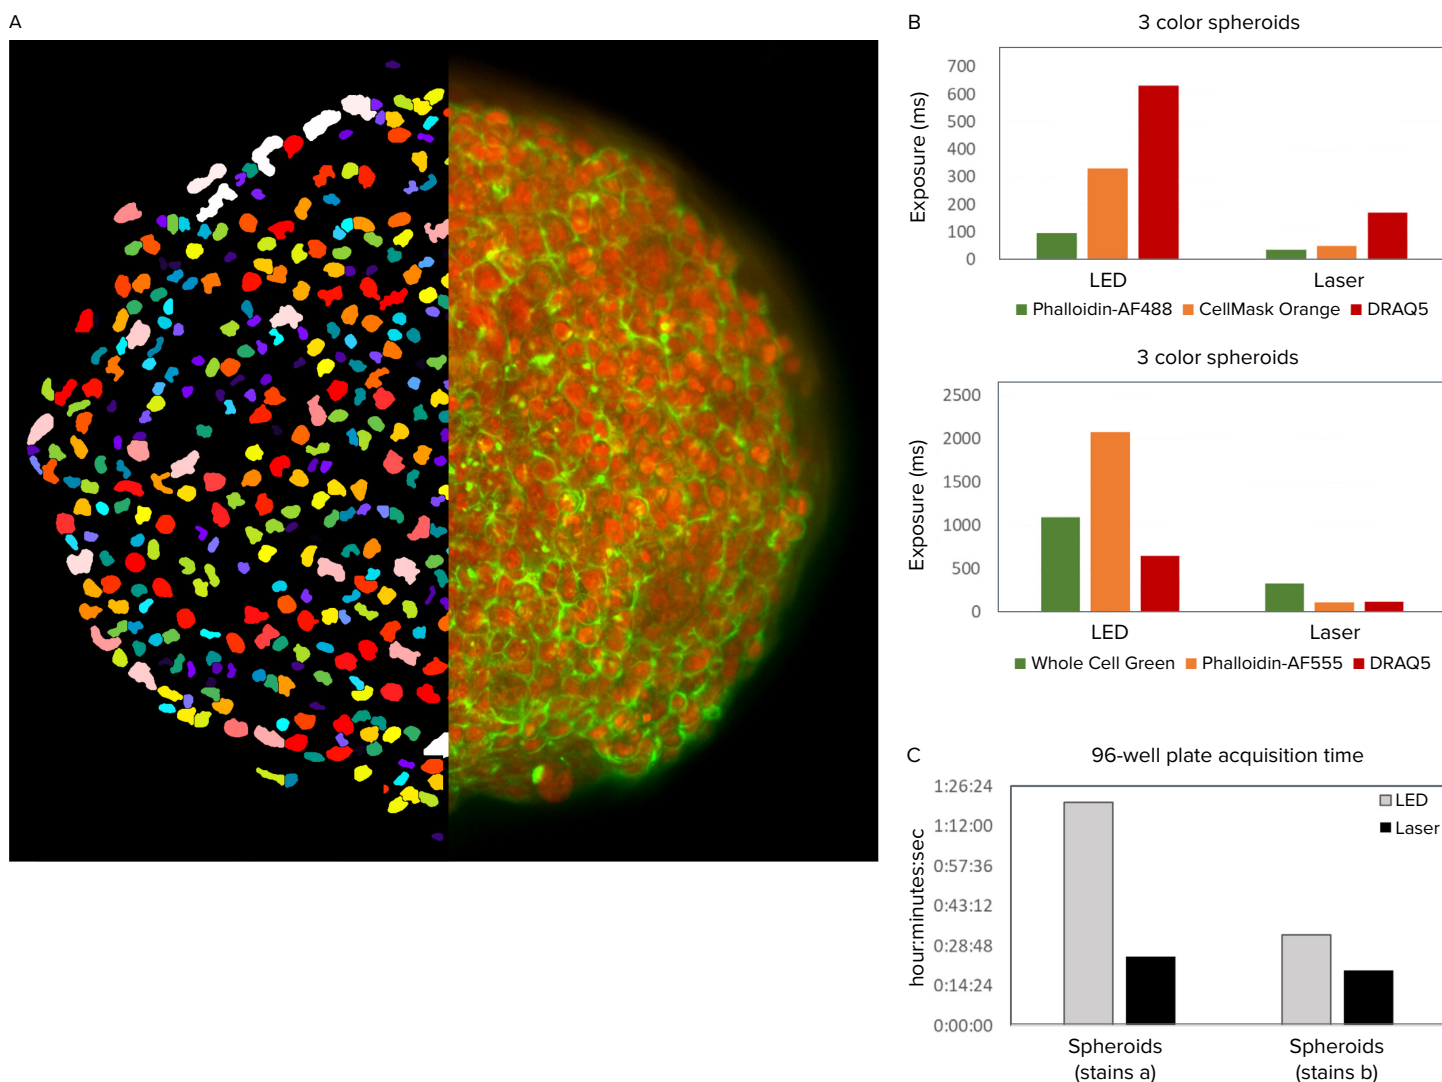 A
B
3 color spheroids
Exposure (ms)
700
600
500
400
300
200
100
0
LED
Laser
Phalloidin-AF488 CellMask Orange DRAQ5
3 color spheroids
Exposure (ms)
2500
2000
1500
1000
500
0
LED
Laser
Whole Cell Green Phalloidin-AF555 DRAQ5
C
96-well plate acquisition time
hour:minutes:sec
1:26:24
1:12:00
0:57:36
0:43:12
0:28:48
0:14:24
0:00:00
LED
Laser
Spheroids
(stains a)
Spheroids
(stains b)